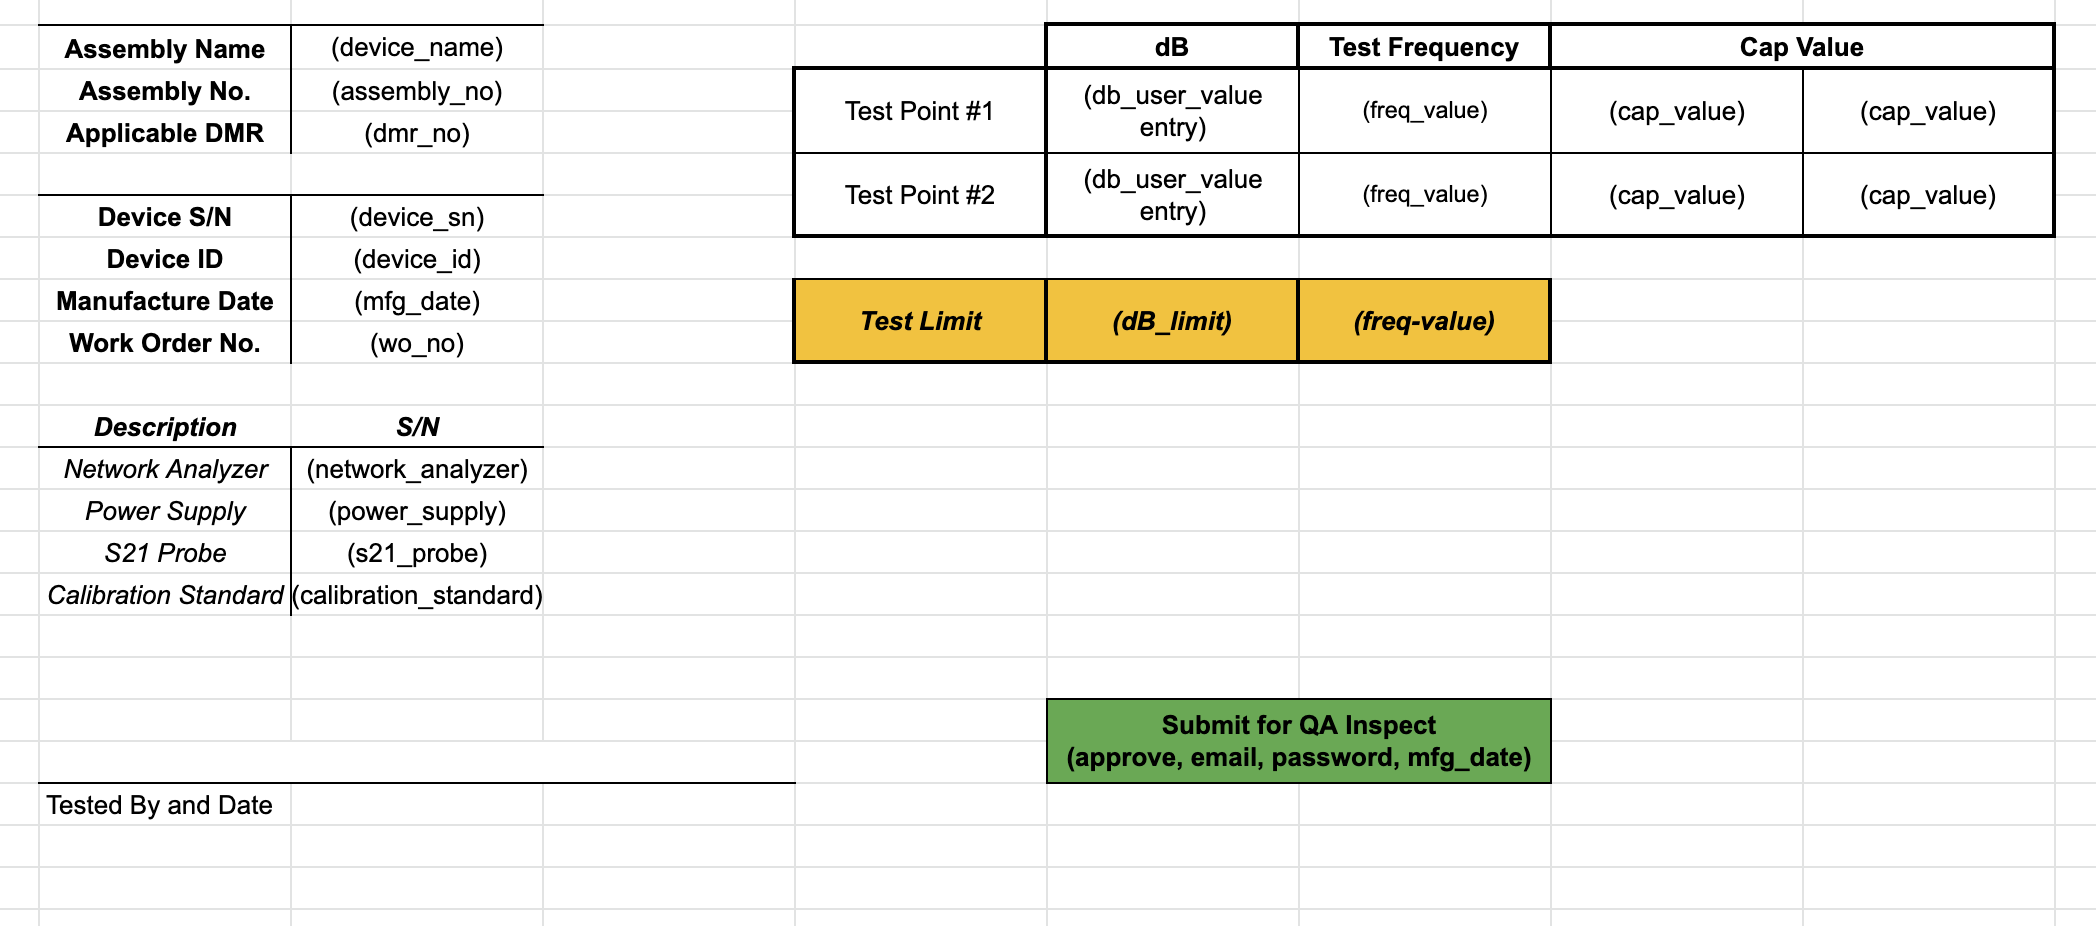 Assembly Name (device_name)
Assembly No. (assembly_no)
Applicable DMR (dmr_no)
Device S/N (device_sn)
Device ID (device_id)
Manufacture Date (mfg_date)
Work Order No. (wo_no)
Description S/N
Network Analyzer (network_analyzer)
Power Supply (power_supply)
S21 Probe (s21_probe)
Calibration Standard (calibration_standard)
Tested By and Date
dB Test Frequency Cap Value
Test Point #1 (db_user_value entry) (freq_value) (cap_value) (cap_value)
Test Point #2 (db_user_value entry) (freq_value) (cap_value) (cap_value)
Test Limit (dB_limit) (freq-value)
Submit for QA Inspect
(approve, email, password, mfg_date)